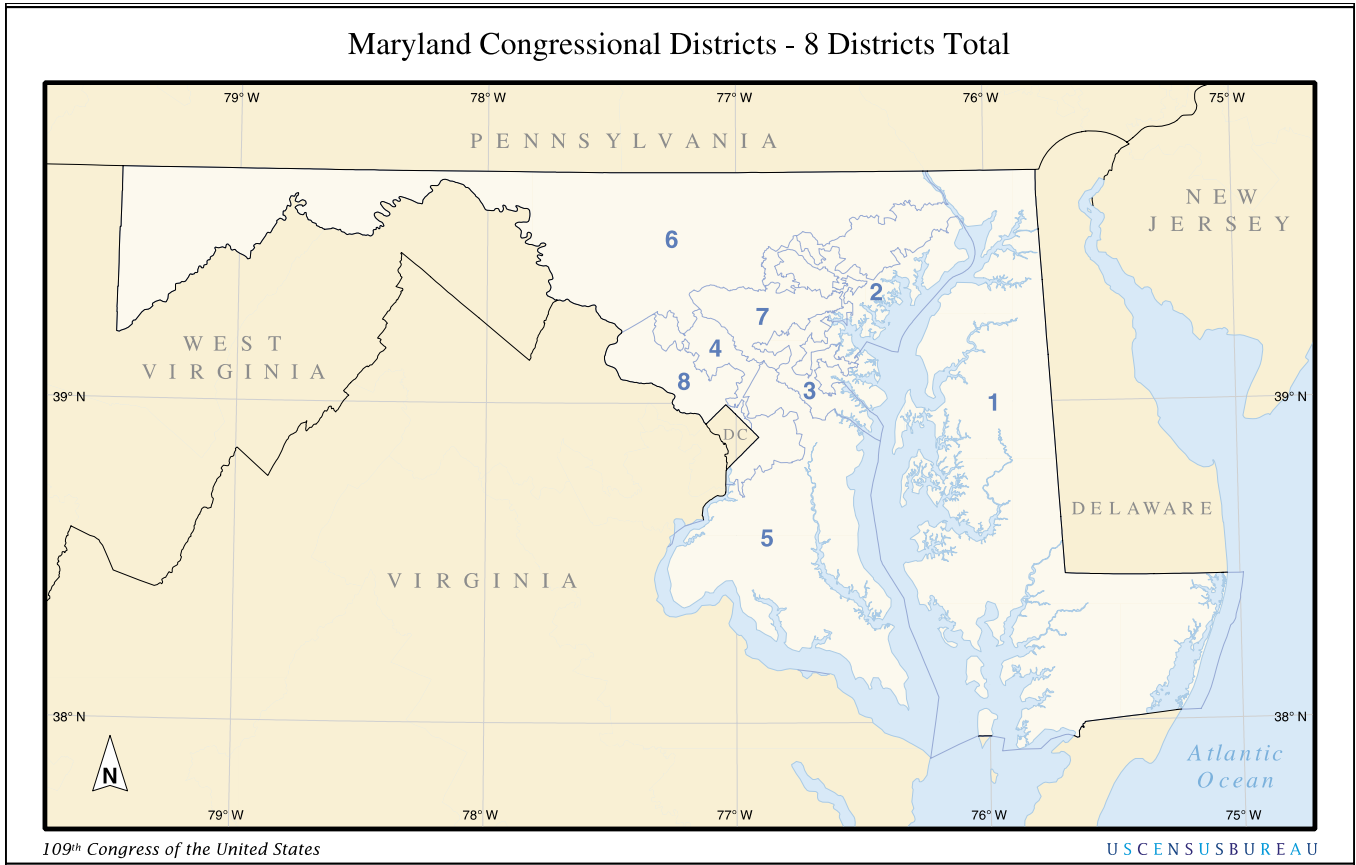 Maryland Congressional Districts - 8 Districts Total
79° W 78° W 77° W 76° W 75° W
PENNSYLVANIA
NEW
JERSEY
6
2
7
WEST
VIRGINIA
4
8
3
1
39° N 39° N
DC
DELAWARE
5
VIRGINIA
38° N 38° N
Atlantic
Ocean
N
79° W 78° W 77° W 76° W 75° W
109th Congress of the United States
USCENSUSBUREAU